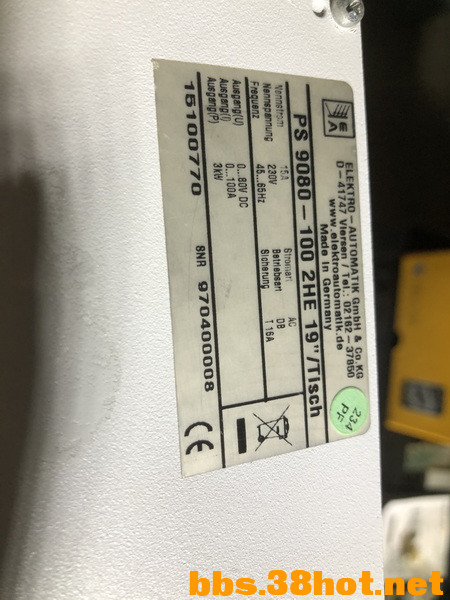 EA
ELEKTRO-AUTOMATIK GmbH & Co.KG
D-41747 Viersen / Tel.: 02162-37850
www.elektroautomatik.de
Made in Germany
PS 9080-100 2HE 19"/Tisch
Nennstrom 15A Stromart AC
Nennspannung 230V Betriebsart DB
Frequenz 45...65Hz Sicherung T 16A
Ausgang(U) 0...80V DC
Ausgang(I) 0...100A
Ausgang(P) 3kW
15100770 SNR 970400008
CE
234
PF
bbs.38hot.net